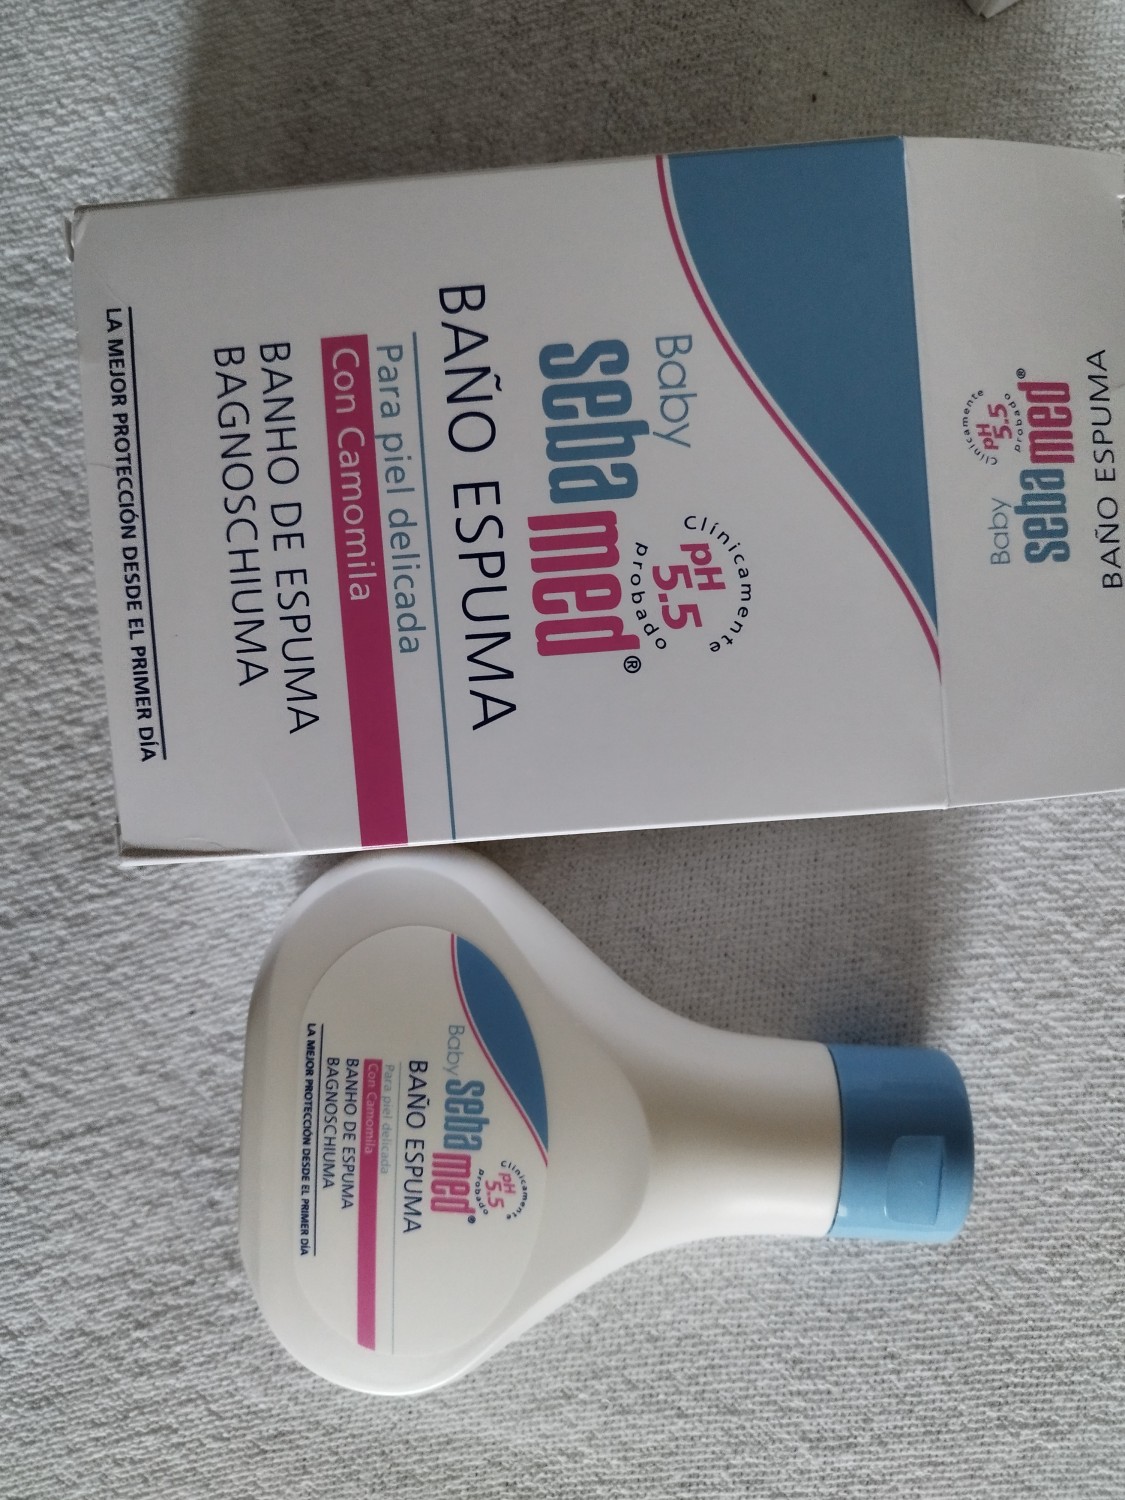 Baby
sebamed®
Clínicamente
pH
5.5
probado
BAÑO ESPUMA
Para piel delicada
Con Camomila
BANHO DE ESPUMA
BAGNOSCHIUMA
LA MEJOR PROTECCIÓN DESDE EL PRIMER DÍA
Baby
sebamed®
Clínicamente
pH
5.5
probado
BAÑO ESPUMA
Baby sebamed®
Clínicamente
pH
5.5
probado
BAÑO ESPUMA
Para piel delicada
Con Camomila
BANHO DE ESPUMA
BAGNOSCHIUMA
LA MEJOR PROTECCIÓN DESDE EL PRIMER DÍA